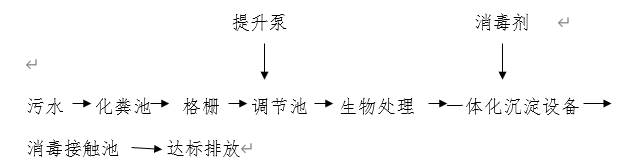 提升泵 消毒剂
污水 化粪池 格栅 调节池 生物处理 一体化沉淀设备
消毒接触池 达标排放